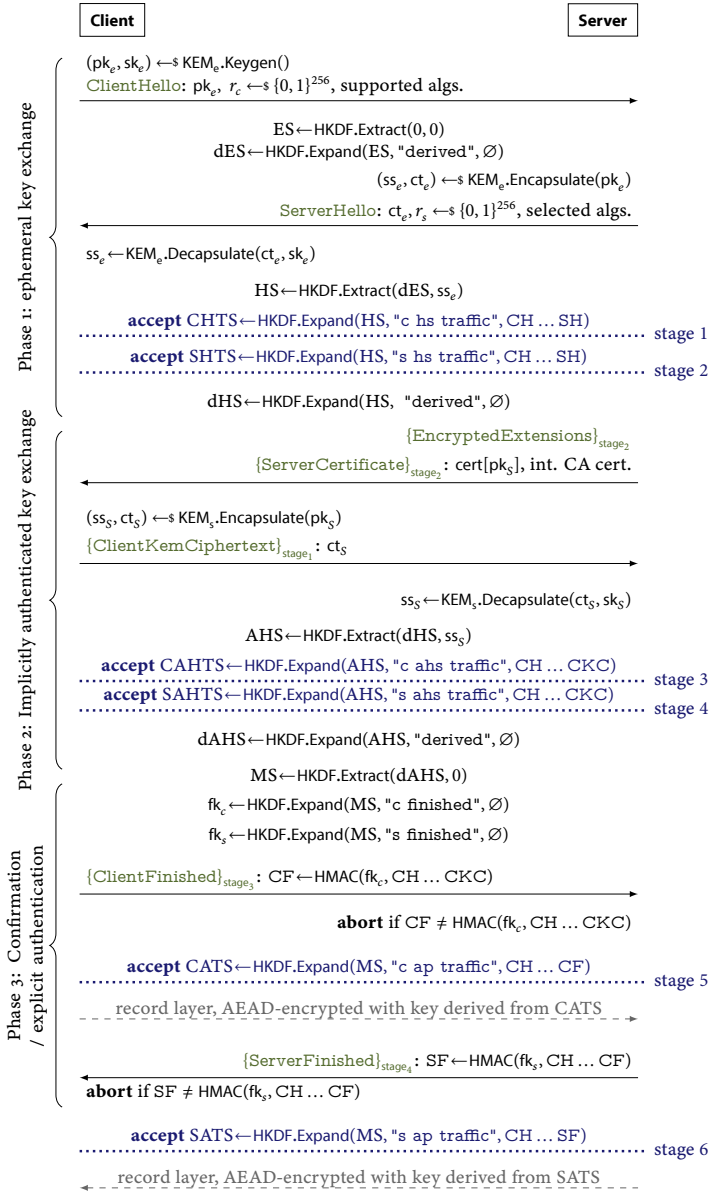 Client Server
(pk_e, sk_e) ←$ KEM_e.Keygen()
ClientHello: pk_e, r_c ←$ {0,1}^256, supported algs.
ES←HKDF.Extract(0, 0)
dES←HKDF.Expand(ES, "derived", ∅)
(ss_e, ct_e) ←$ KEM_e.Encapsulate(pk_e)
ServerHello: ct_e, r_s ←$ {0,1}^256, selected algs.
ss_e←KEM_e.Decapsulate(ct_e, sk_e)
HS←HKDF.Extract(dES, ss_e)
accept CHTS←HKDF.Expand(HS, "c hs traffic", CH ... SH)
stage 1
accept SHTS←HKDF.Expand(HS, "s hs traffic", CH ... SH)
stage 2
dHS←HKDF.Expand(HS, "derived", ∅)
Phase 1: ephemeral key exchange
{EncryptedExtensions}_stage_2
{ServerCertificate}_stage_2: cert[pk_S], int. CA cert.
(ss_S, ct_S) ←$ KEM_s.Encapsulate(pk_S)
{ClientKemCiphertext}_stage_1: ct_S
ss_S←KEM_s.Decapsulate(ct_S, sk_S)
AHS←HKDF.Extract(dHS, ss_S)
accept CAHTS←HKDF.Expand(AHS, "c ahs traffic", CH ... CKC)
stage 3
accept SAHTS←HKDF.Expand(AHS, "s ahs traffic", CH ... CKC)
stage 4
dAHS←HKDF.Expand(AHS, "derived", ∅)
Phase 2: Implicitly authenticated key exchange
MS←HKDF.Extract(dAHS, 0)
fk_c←HKDF.Expand(MS, "c finished", ∅)
fk_s←HKDF.Expand(MS, "s finished", ∅)
{ClientFinished}_stage_3: CF←HMAC(fk_c, CH ... CKC)
abort if CF ≠ HMAC(fk_c, CH ... CKC)
accept CATS←HKDF.Expand(MS, "c ap traffic", CH ... CF)
stage 5
record layer, AEAD-encrypted with key derived from CATS
{ServerFinished}_stage_4: SF←HMAC(fk_s, CH ... CF)
abort if SF ≠ HMAC(fk_s, CH ... CF)
Phase 3: Confirmation
/ explicit authentication
accept SATS←HKDF.Expand(MS, "s ap traffic", CH ... SF)
stage 6
record layer, AEAD-encrypted with key derived from SATS